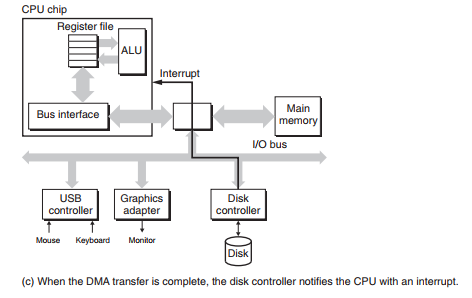 CPU chip
Register file
ALU
Interrupt
Bus interface
Main
memory
I/O bus
USB
controller
Graphics
adapter
Disk
controller
Mouse
Keyboard
Monitor
Disk
(c) When the DMA transfer is complete, the disk controller notifies the CPU with an interrupt.